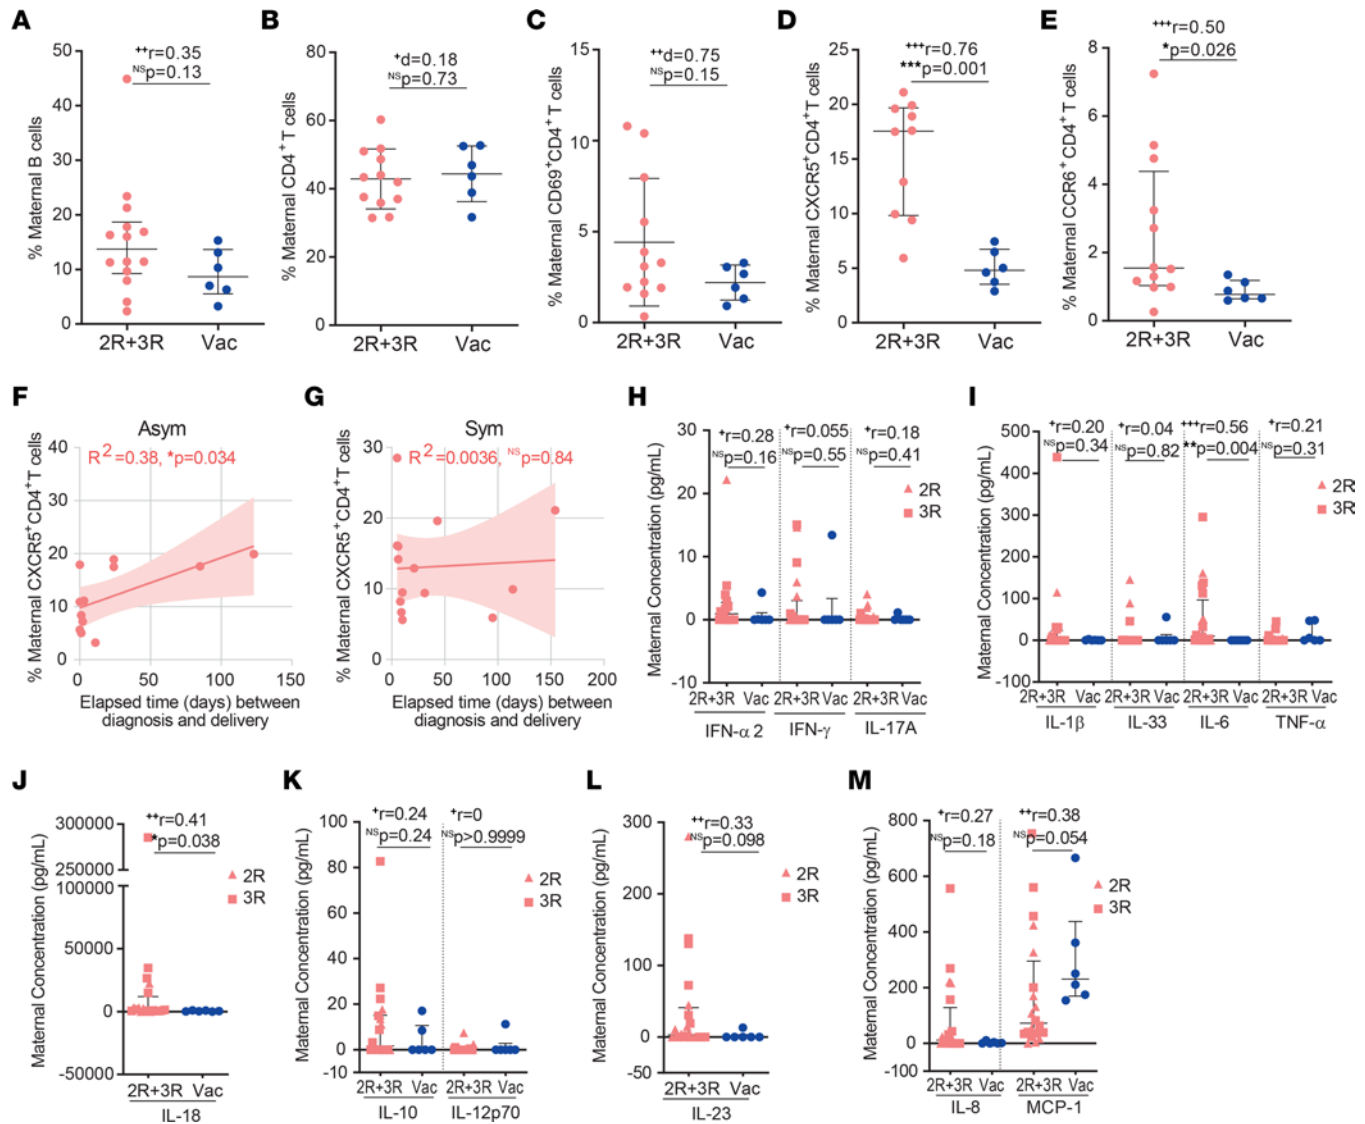 A
B
C
D
E
++r=0.35
NSp=0.13
% Maternal B cells
50
40
30
20
10
0
2R+3R Vac
+d=0.18
NSp=0.73
% Maternal CD4+T cells
80
60
40
20
0
2R+3R Vac
++d=0.75
NSp=0.15
% Maternal CD69+CD4+T cells
15
10
5
0
2R+3R Vac
+++r=0.76
***p=0.001
% Maternal CXCR5+CD4+T cells
25
20
15
10
5
0
2R+3R Vac
+++r=0.50
*p=0.026
% Maternal CCR6+ CD4+T cells
8
6
4
2
0
2R+3R Vac
F
Asym
R2=0.38, *p=0.034
% Maternal CXCR5+CD4+T cells
40
30
20
10
0
0 50 100 150
Elapsed time (days) between
diagnosis and delivery
G
Sym
R2=0.0036, NSp=0.84
% Maternal CXCR5+CD4+T cells
30
20
10
0
0 50 100 150 200
Elapsed time (days) between
diagnosis and delivery
H
+r=0.28 +r=0.055 +r=0.18
NSp=0.16 NSp=0.55 NSp=0.41
Maternal Concentration (pg/mL)
30
20
10
0
-10
2R+3R Vac 2R+3R Vac 2R+3R Vac
IFN-α2 IFN-γ IL-17A
2R
3R
I
+r=0.20 +r=0.04 +++r=0.56 +r=0.21
NSp=0.34 NSp=0.82 **p=0.004 NSp=0.31
Maternal Concentration (pg/mL)
500
400
300
200
100
0
-100
2R+3R Vac 2R+3R Vac 2R+3R Vac 2R+3R Vac
IL-1β IL-33 IL-6 TNF-α
2R
3R
J
++r=0.41
*p=0.038
Maternal Concentration (pg/mL)
300000
250000
100000
50000
0
-50000
2R+3R Vac
IL-18
2R
3R
K
+r=0.24 +r=0
NSp=0.24 NSp>0.9999
Maternal Concentration (pg/mL)
100
80
60
40
20
0
-10
2R+3R Vac 2R+3R Vac
IL-10 IL-12p70
2R
3R
L
++r=0.33
NSp=0.098
Maternal Concentration (pg/mL)
300
200
100
0
-50
2R+3R Vac
IL-23
2R
3R
M
+r=0.27 ++r=0.38
NSp=0.18 NSp=0.054
Maternal Concentration (pg/mL)
800
600
400
200
0
-100
2R+3R Vac 2R+3R Vac
IL-8 MCP-1
2R
3R